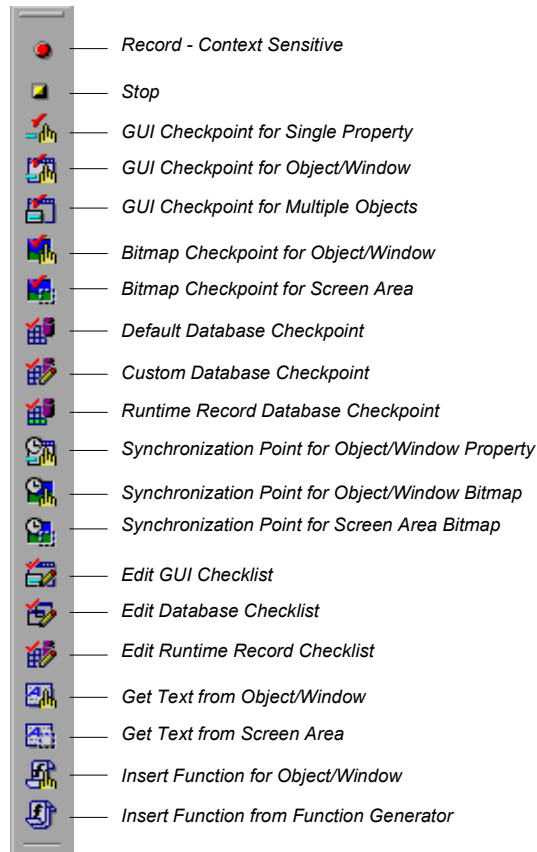 Record - Context Sensitive
Stop
GUI Checkpoint for Single Property
GUI Checkpoint for Object/Window
GUI Checkpoint for Multiple Objects
Bitmap Checkpoint for Object/Window
Bitmap Checkpoint for Screen Area
Default Database Checkpoint
Custom Database Checkpoint
Runtime Record Database Checkpoint
Synchronization Point for Object/Window Property
Synchronization Point for Object/Window Bitmap
Synchronization Point for Screen Area Bitmap
Edit GUI Checklist
Edit Database Checklist
Edit Runtime Record Checklist
Get Text from Object/Window
Get Text from Screen Area
Insert Function for Object/Window
Insert Function from Function Generator